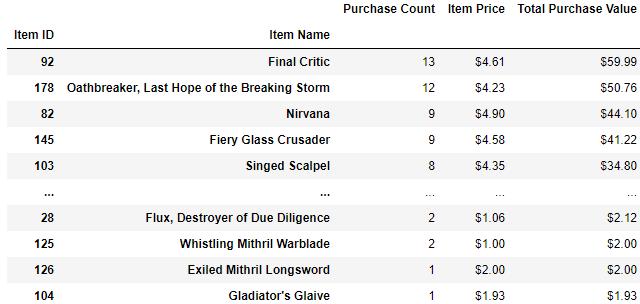 Purchase Count Item Price Total Purchase Value
Item ID Item Name
92 Final Critic 13 $4.61 $59.99
178 Oathbreaker, Last Hope of the Breaking Storm 12 $4.23 $50.76
82 Nirvana 9 $4.90 $44.10
145 Fiery Glass Crusader 9 $4.58 $41.22
103 Singed Scalpel 8 $4.35 $34.80
... ... ... ... ...
28 Flux, Destroyer of Due Diligence 2 $1.06 $2.12
125 Whistling Mithril Warblade 2 $1.00 $2.00
126 Exiled Mithril Longsword 1 $2.00 $2.00
104 Gladiator's Glaive 1 $1.93 $1.93